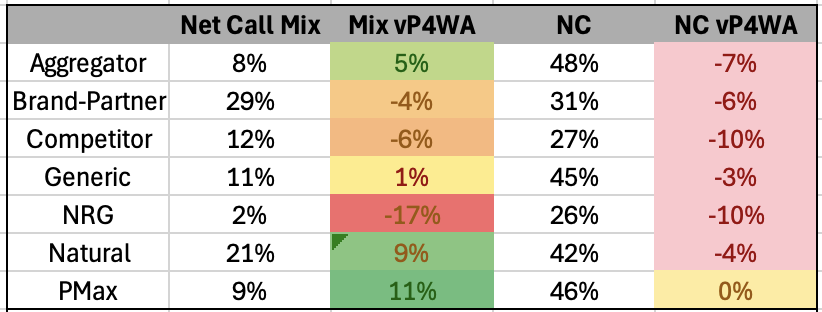 Net Call Mix Mix vP4WA NC NC vP4WA
Aggregator 8% 5% 48% -7%
Brand-Partner 29% -4% 31% -6%
Competitor 12% -6% 27% -10%
Generic 11% 1% 45% -3%
NRG 2% -17% 26% -10%
Natural 21% 9% 42% -4%
PMax 9% 11% 46% 0%